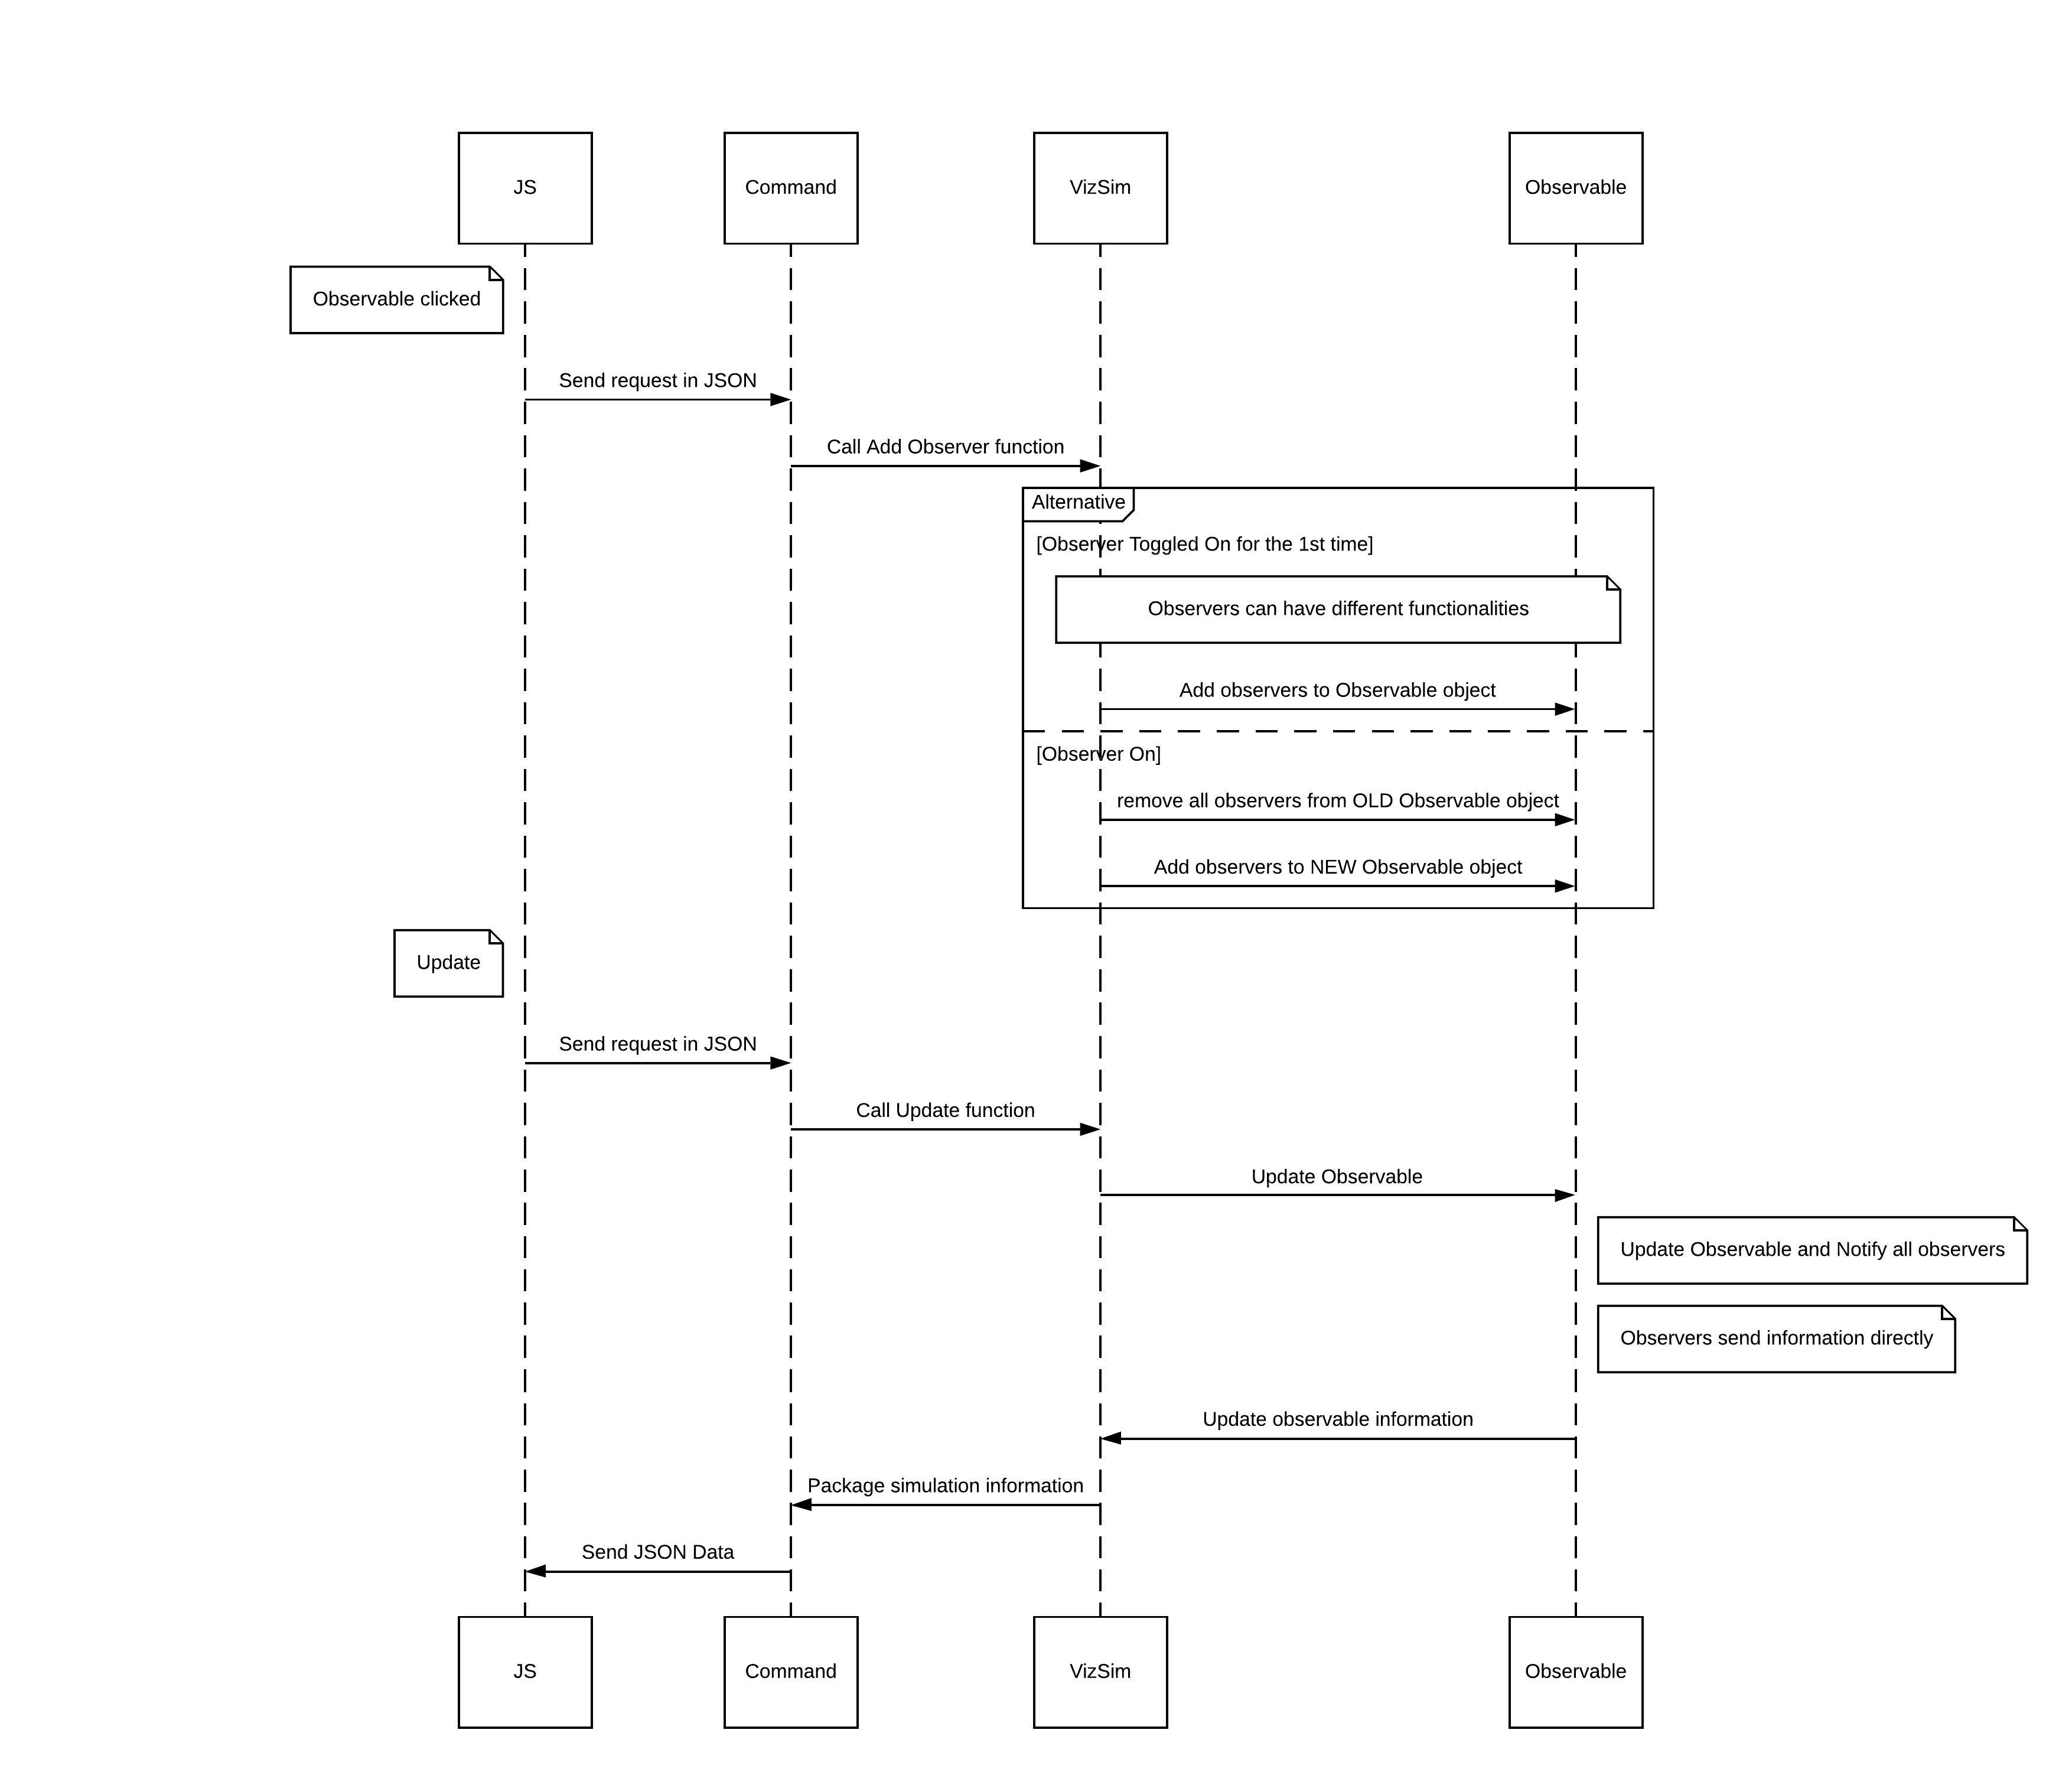 JS
Command
VizSim
Observable
Observable clicked
Send request in JSON
Call Add Observer function
Alternative
[Observer Toggled On for the 1st time]
Observers can have different functionalities
Add observers to Observable object
[Observer On]
remove all observers from OLD Observable object
Add observers to NEW Observable object
Update
Send request in JSON
Call Update function
Update Observable
Update Observable and Notify all observers
Observers send information directly
Update observable information
Package simulation information
Send JSON Data
JS
Command
VizSim
Observable